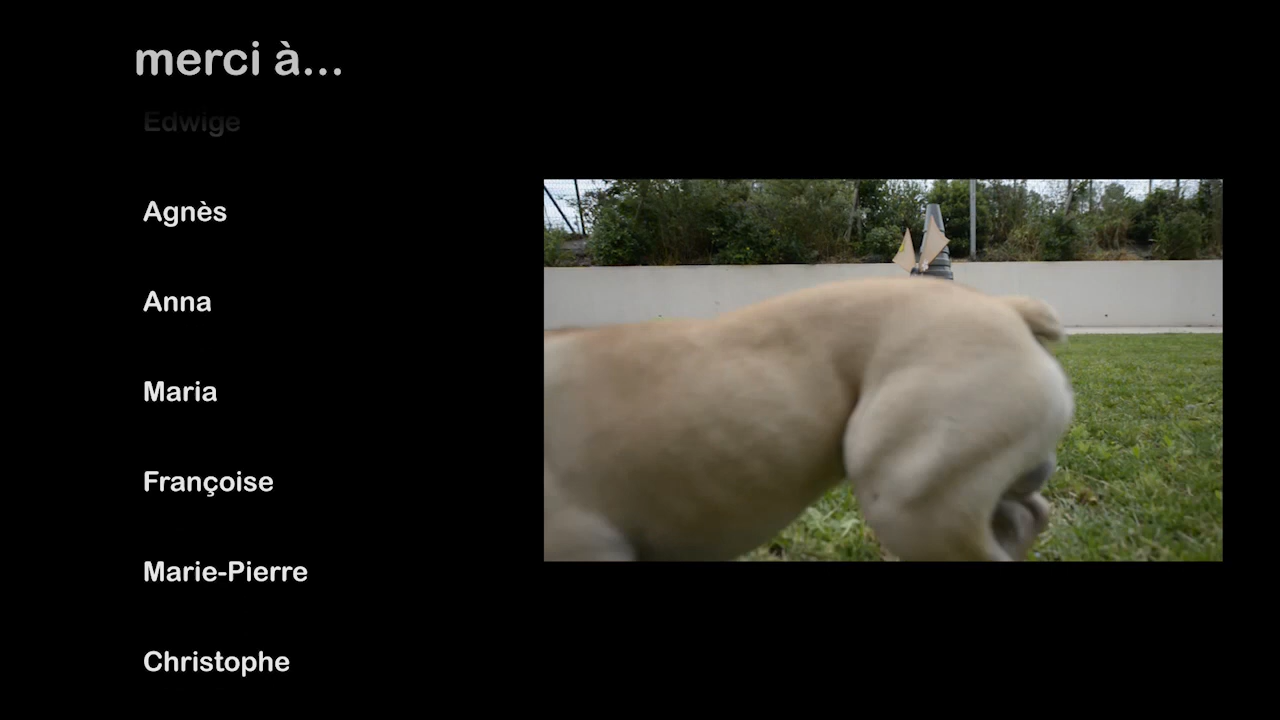 merci à...
Edwige
Agnès
Anna
Maria
Françoise
Marie-Pierre
Christophe